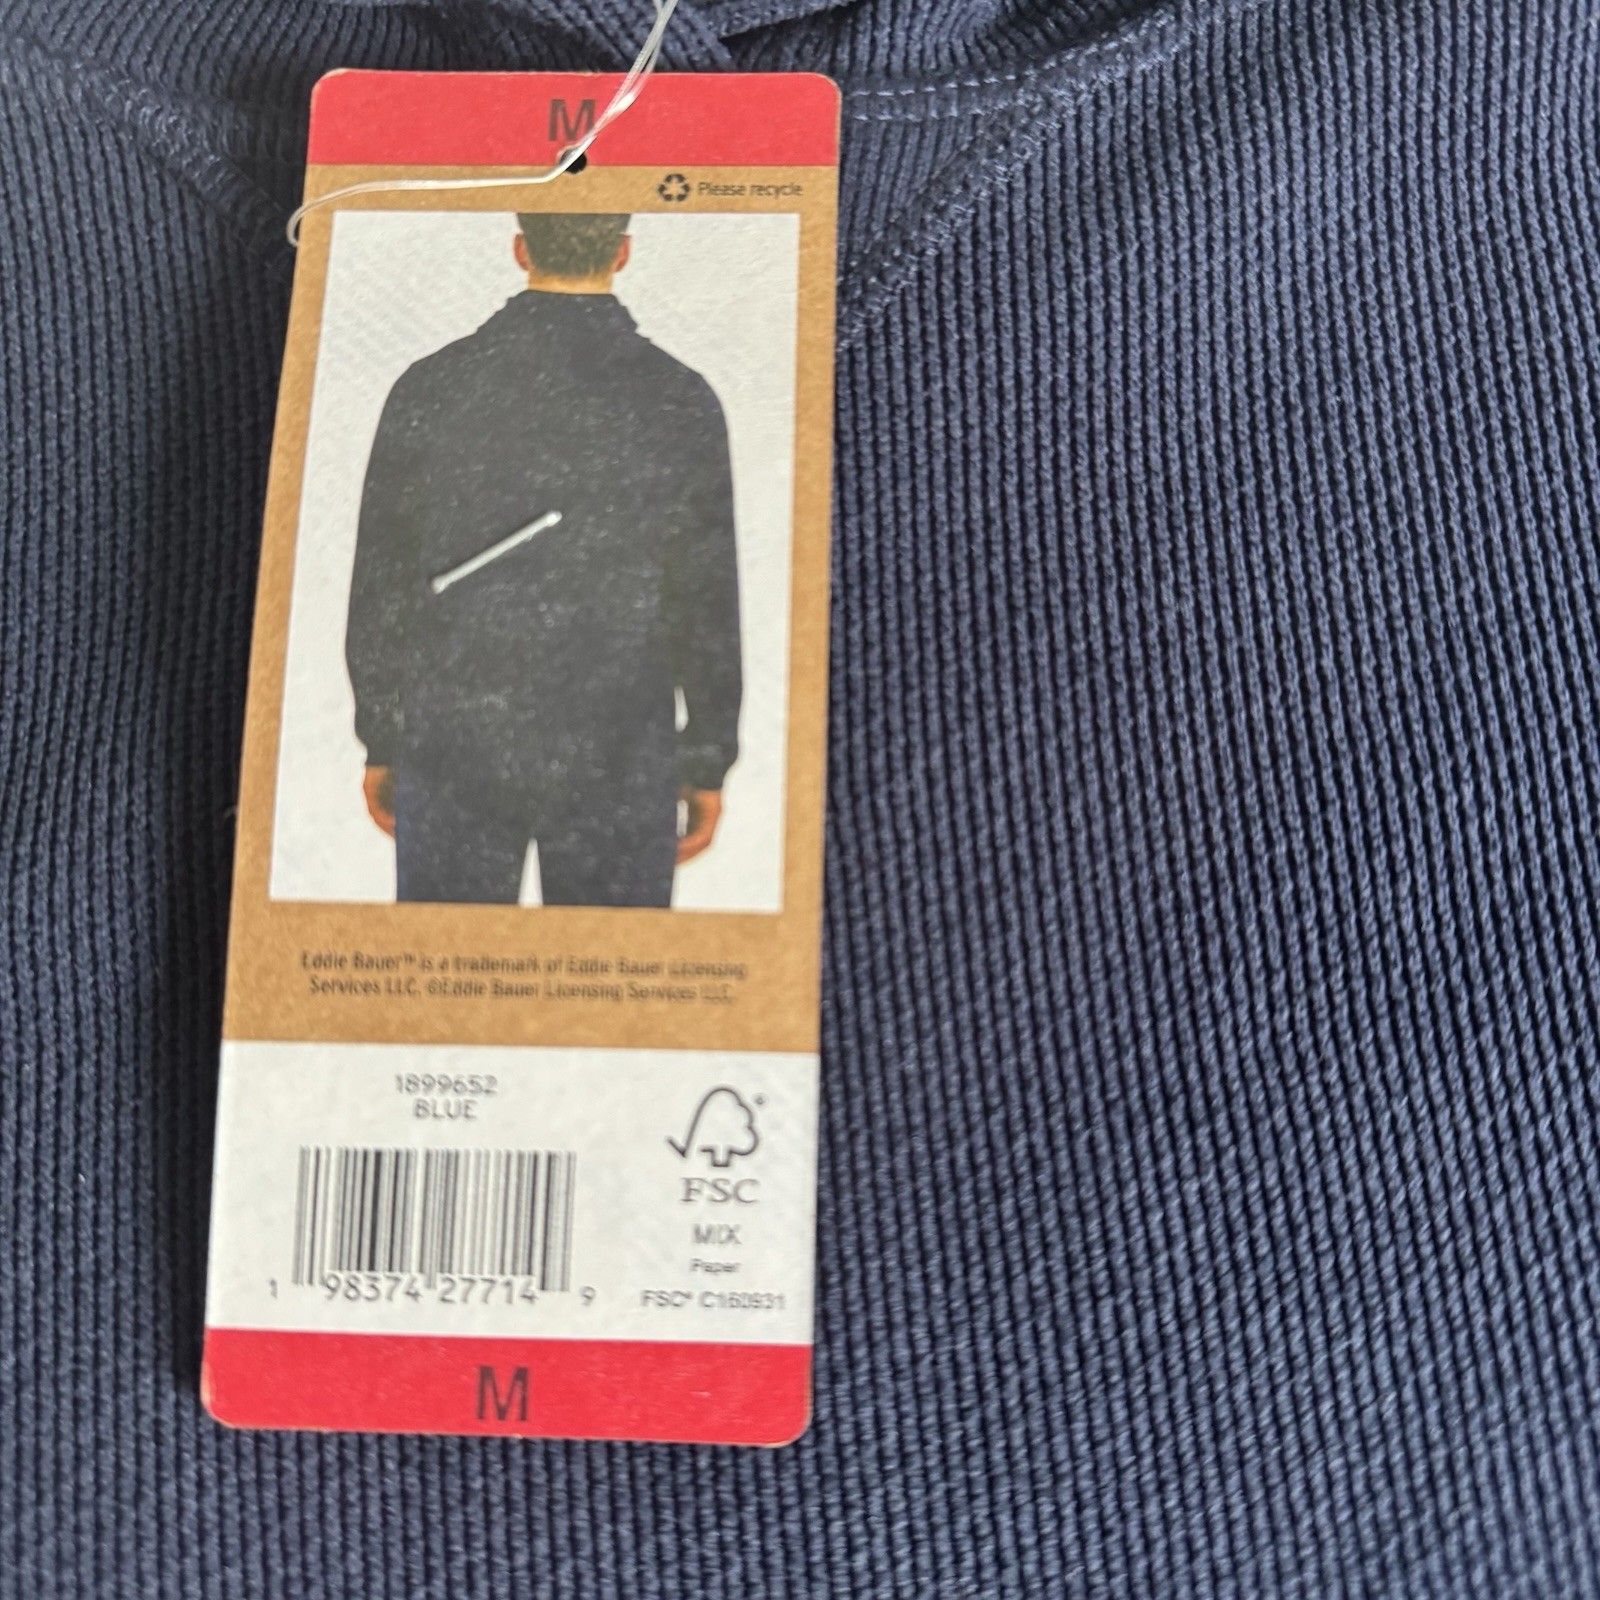 M
Please recycle
Eddie Bauer™ is a trademark of Eddie Bauer Licensing
Services LLC. ©Eddie Bauer Licensing Services LLC.
1899652
BLUE
1 98374 27714 9
FSC
MIX
Paper
FSC® C160931
M